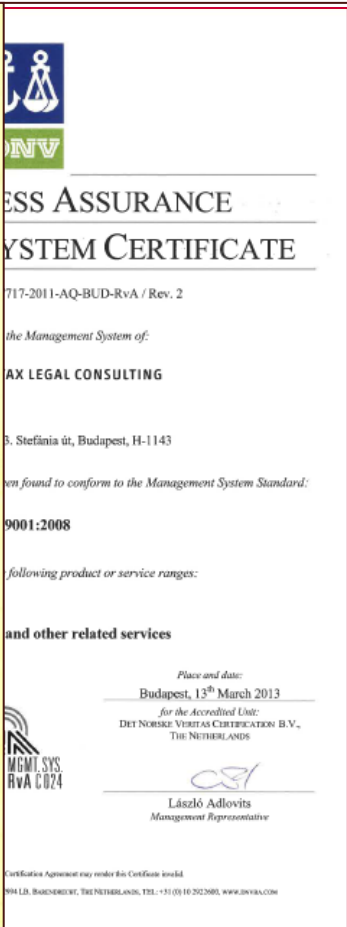 DNV
ESS ASSURANCE
YSTEM CERTIFICATE
717-2011-AQ-BUD-RvA / Rev. 2
the Management System of:
AX LEGAL CONSULTING
3. Stefánia út, Budapest, H-1143
en found to conform to the Management System Standard:
9001:2008
following product or service ranges:
and other related services
Place and date:
Budapest, 13th March 2013
for the Accredited Unit:
DET NORSKE VERITAS CERTIFICATION B.V.,
THE NETHERLANDS
MGMT. SYS.
RvA C 024
László Adlovits
Management Representative
Certification Agreement may render this Certificate invalid.
994 LB, BARENDRECHT, THE NETHERLANDS, TEL: +31 (0) 10 2922600, WWW.DNVBA.COM